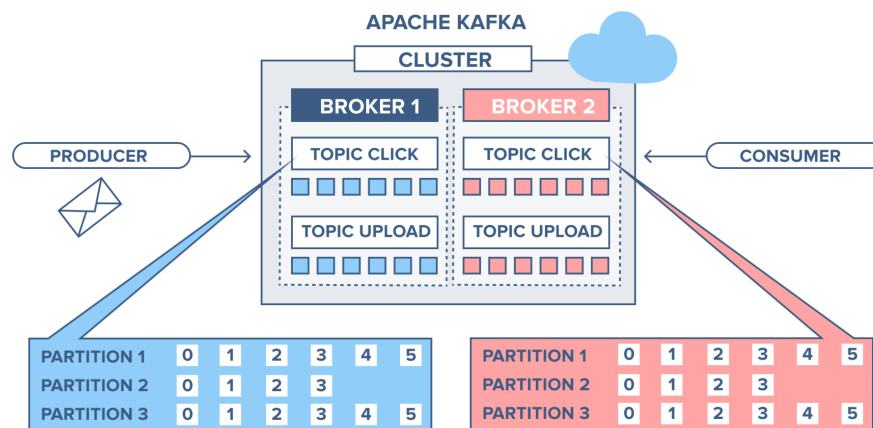 APACHE KAFKA
CLUSTER
BROKER 1
BROKER 2
PRODUCER
TOPIC CLICK
TOPIC CLICK
CONSUMER
TOPIC UPLOAD
TOPIC UPLOAD
PARTITION 1 0 1 2 3 4 5
PARTITION 2 0 1 2 3
PARTITION 3 0 1 2 3 4 5
PARTITION 1 0 1 2 3 4 5
PARTITION 2 0 1 2 3
PARTITION 3 0 1 2 3 4 5